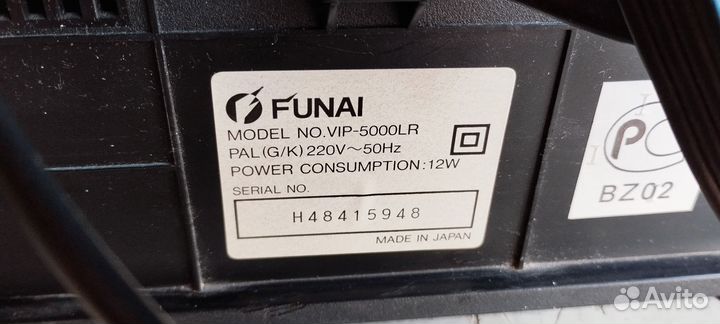 FUNAI
MODEL NO.VIP-5000LR
PAL(G/K) 220V~50Hz
POWER CONSUMPTION:12W
SERIAL NO.
H48415948
MADE IN JAPAN
PC
BZ02
Avito